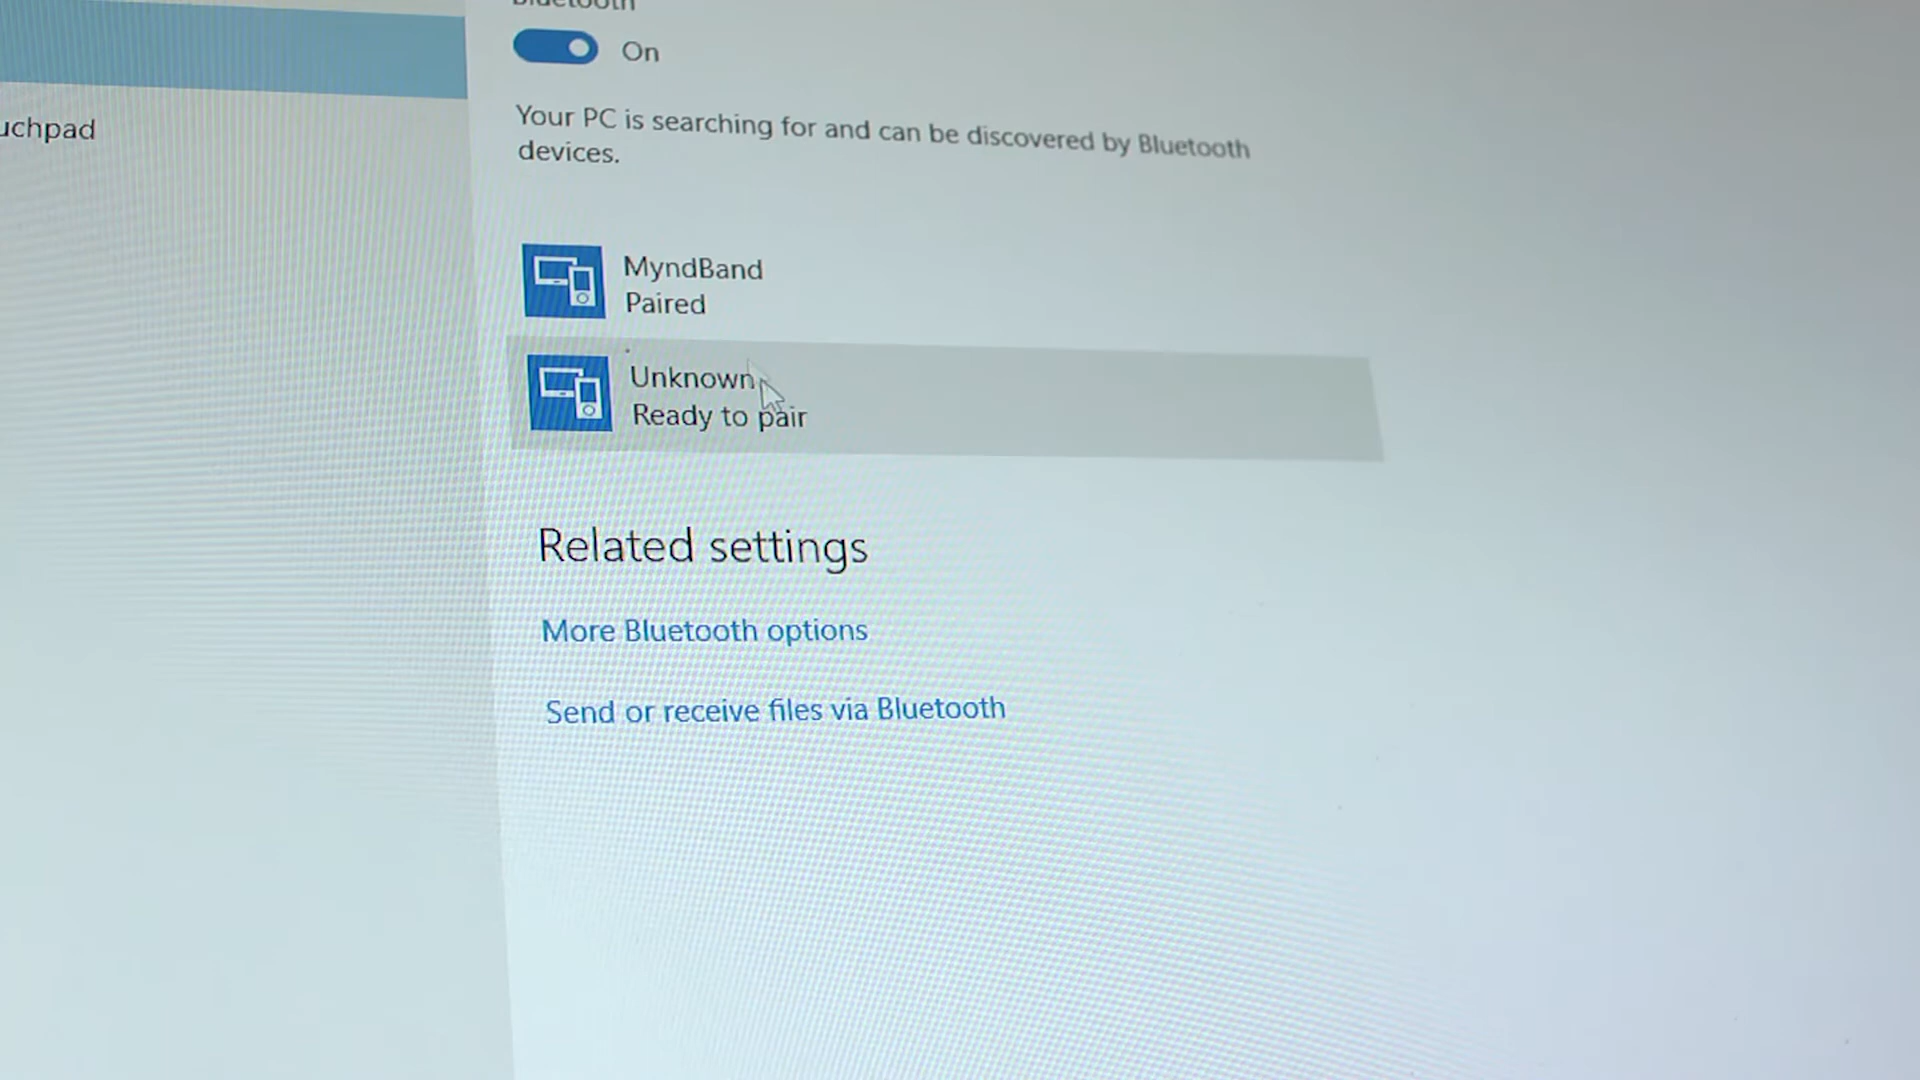 Bluetooth
On
Your PC is searching for and can be discovered by Bluetooth
devices.
uchpad
MyndBand
Paired
Unknown
Ready to pair
Related settings
More Bluetooth options
Send or receive files via Bluetooth